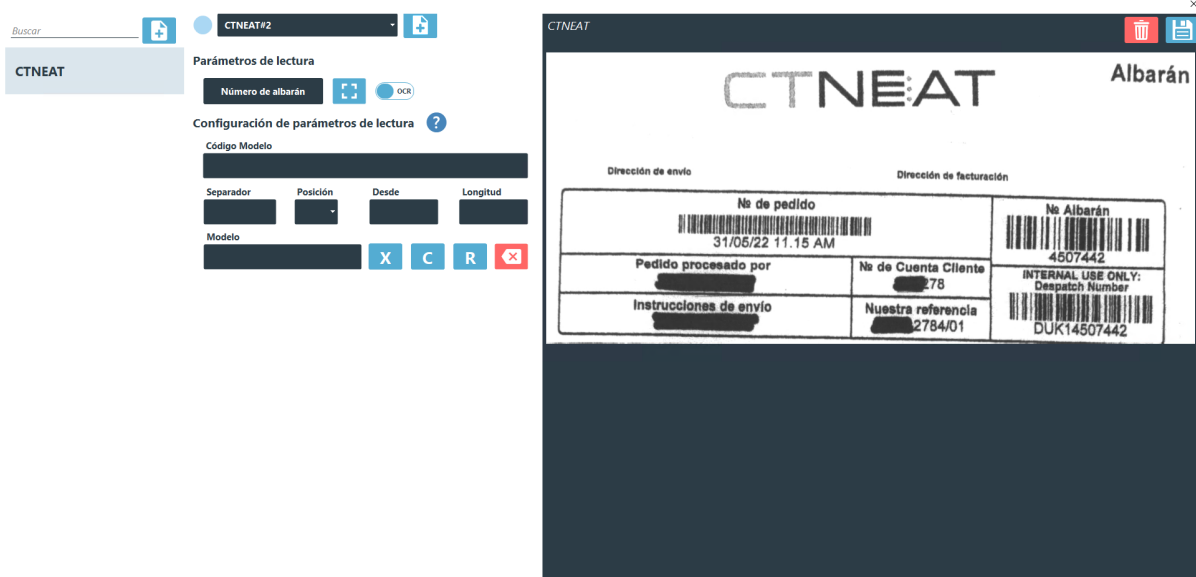 Buscar
CTNEAT
CTNEAT#2
Parámetros de lectura
Número de albarán
OCR
Configuración de parámetros de lectura ?
Código Modelo
Separador Posición Desde Longitud
Modelo
X C R
CTNEAT
CTNEAT
Albarán
Dirección de envío Dirección de facturación
Nº de pedido
31/05/22 11.15 AM
Nº Albarán
4507442
Pedido procesado por
Nº de Cuenta Cliente
278
INTERNAL USE ONLY:
Despatch Number
DUK14507442
Instrucciones de envío
Nuestra referencia
2784/01